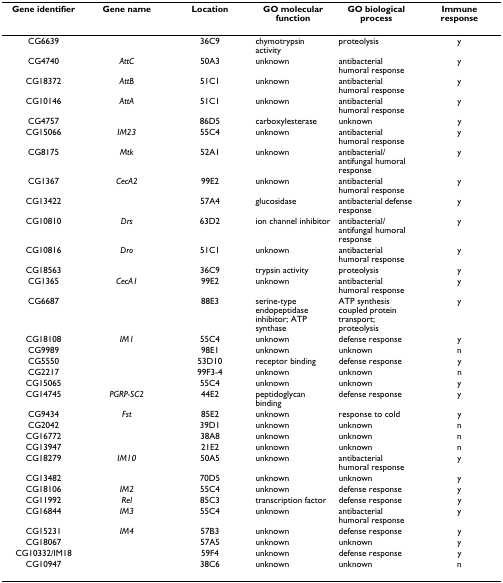 Gene identifier Gene name Location GO molecular function GO biological process Immune response
CG6639 36C9 chymotrypsin activity proteolysis y
CG4740 AttC 50A3 unknown antibacterial humoral response y
CG18372 AttB 51C1 unknown antibacterial humoral response y
CG10146 AttA 51C1 unknown antibacterial humoral response y
CG4757 86D5 carboxylesterase unknown y
CG15066 IM23 55C4 unknown antibacterial humoral response y
CG8175 Mtk 52A1 unknown antibacterial/ antifungal humoral response y
CG1367 CecA2 99E2 unknown antibacterial humoral response y
CG13422 57A4 glucosidase antibacterial defense response y
CG10810 Drs 63D2 ion channel inhibitor antibacterial/ antifungal humoral response y
CG10816 Dro 51C1 unknown antibacterial humoral response y
CG18563 36C9 trypsin activity proteolysis y
CG1365 CecA1 99E2 unknown antibacterial humoral response y
CG6687 88E3 serine-type endopeptidase inhibitor; ATP synthase ATP synthesis coupled protein transport; proteolysis y
CG18108 IM1 55C4 unknown defense response y
CG9989 98E1 unknown unknown n
CG5550 53D10 receptor binding defense response y
CG2217 99F3-4 unknown unknown n
CG15065 55C4 unknown unknown y
CG14745 PGRP-SC2 44E2 peptidoglycan binding defense response y
CG9434 Fst 85E2 unknown response to cold y
CG2042 39D1 unknown unknown n
CG16772 38A8 unknown unknown n
CG13947 21E2 unknown unknown n
CG18279 IM10 50A5 unknown antibacterial humoral response y
CG13482 70D5 unknown unknown y
CG18106 IM2 55C4 unknown defense response y
CG11992 Rel 85C3 transcription factor defense response y
CG16844 IM3 55C4 unknown antibacterial humoral response y
CG15231 IM4 57B3 unknown defense response y
CG18067 57A5 unknown unknown y
CG10332/IM18 59F4 unknown defense response y
CG10947 38C6 unknown unknown n